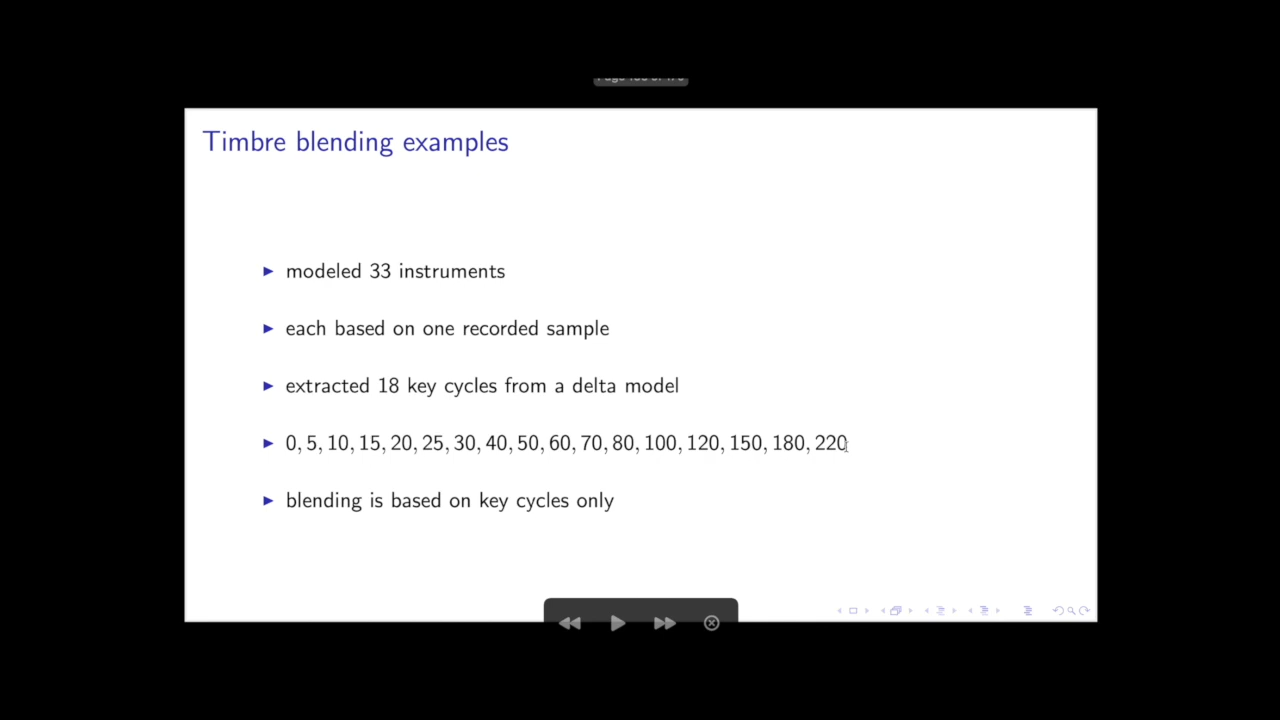 Timbre blending examples
modeled 33 instruments
each based on one recorded sample
extracted 18 key cycles from a delta model
0, 5, 10, 15, 20, 25, 30, 40, 50, 60, 70, 80, 100, 120, 150, 180, 220
blending is based on key cycles only